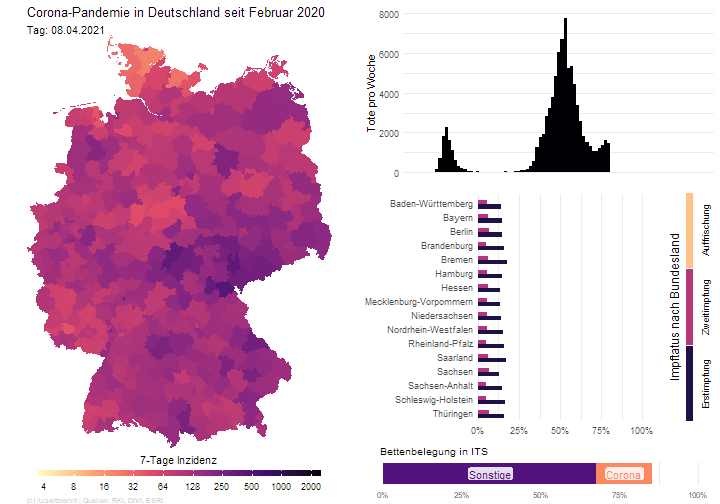 Corona-Pandemie in Deutschland seit Februar 2020
Tag: 08.04.2021
7-Tage Inzidenz
4 8 16 32 64 128 250 500 1000 2000
Quellen: RKI, DIVI, ESRI
Tote pro Woche
8000
6000
4000
2000
0
Baden-Württemberg
Bayern
Berlin
Brandenburg
Bremen
Hamburg
Hessen
Mecklenburg-Vorpommern
Niedersachsen
Nordrhein-Westfalen
Rheinland-Pfalz
Saarland
Sachsen
Sachsen-Anhalt
Schleswig-Holstein
Thüringen
0% 25% 50% 75% 100%
Impfstatus nach Bundesland
Auffrischung
Zweitimpfung
Erstimpfung
Bettenbelegung in ITS
Sonstige Corona
0% 25% 50% 75% 100%